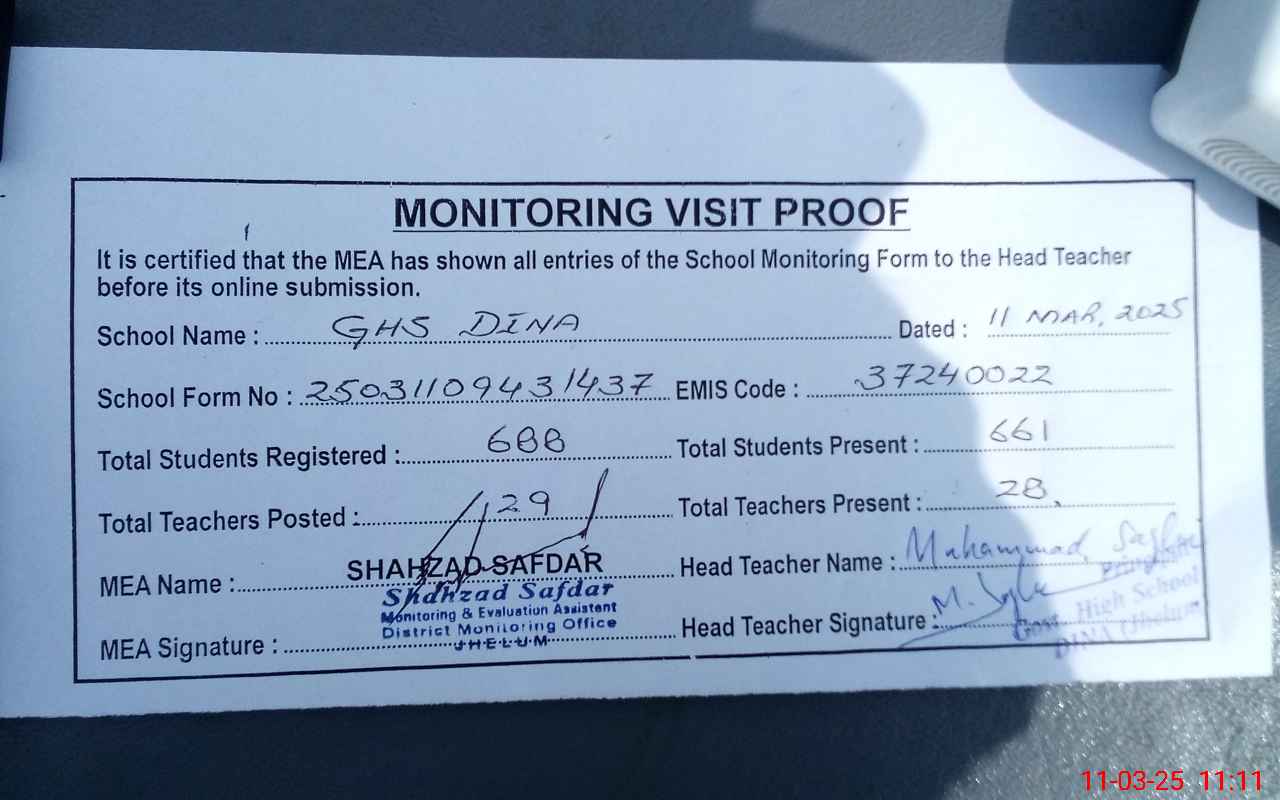 MONITORING VISIT PROOF
It is certified that the MEA has shown all entries of the School Monitoring Form to the Head Teacher
before its online submission.
School Name : GHS DINA Dated : 11 MAR, 2025
School Form No : 25031109431437 EMIS Code : 37240022
Total Students Registered : 688 Total Students Present : 661
Total Teachers Posted : 29 Total Teachers Present : 28
MEA Name : SHAHZAD SAFDAR Head Teacher Name : Muhammad
Shahzad Safdar
Monitoring & Evaluation Assistant
District Monitoring Office
JHELUM
MEA Signature : Head Teacher Signature : M.
Govt High School
DINA (Jhelum)
11-03-25 11:11